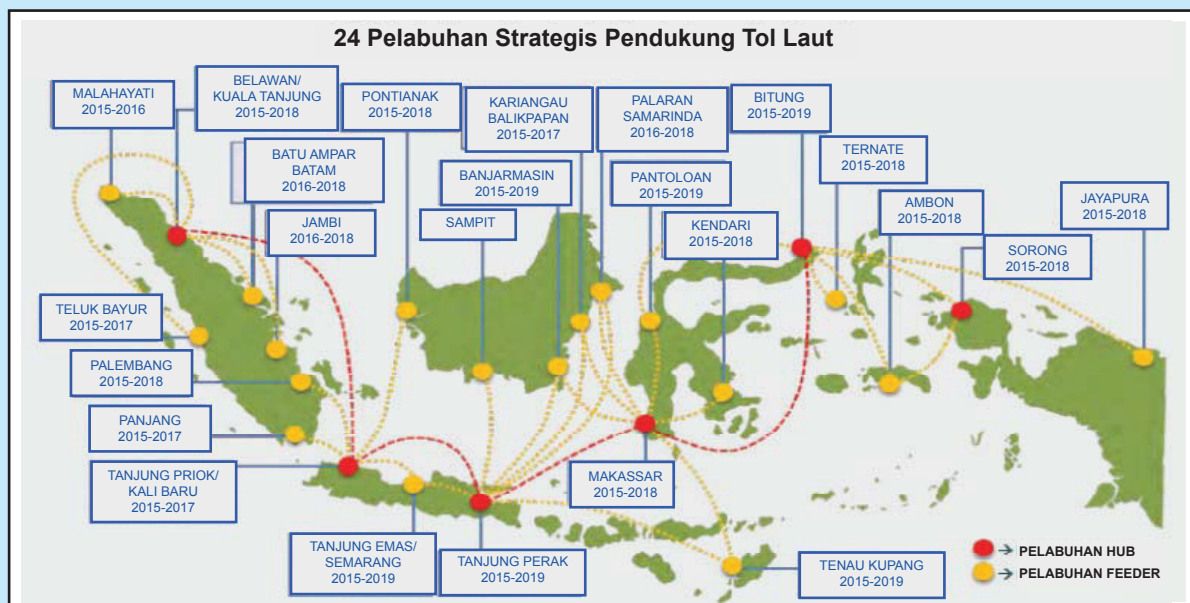 24 Pelabuhan Strategis Pendukung Tol Laut
MALAHAYATI
2015-2016
BELAWAN/
KUALA TANJUNG
2015-2018
BATU AMPAR
BATAM
2016-2018
JAMBI
2016-2018
PONTIANAK
2015-2018
KARIANGAU
BALIKPAPAN
2015-2017
BANJARMASIN
2015-2019
SAMPIT
PALARAN
SAMARINDA
2016-2018
PANTOLOAN
2015-2019
KENDARI
2015-2018
BITUNG
2015-2019
TERNATE
2015-2018
AMBON
2015-2018
SORONG
2015-2018
JAYAPURA
2015-2018
TELUK BAYUR
2015-2017
PALEMBANG
2015-2018
PANJANG
2015-2017
TANJUNG PRIOK/
KALI BARU
2015-2017
TANJUNG EMAS/
SEMARANG
2015-2019
TANJUNG PERAK
2015-2019
MAKASSAR
2015-2018
TENAU KUPANG
2015-2019
PELABUHAN HUB
PELABUHAN FEEDER